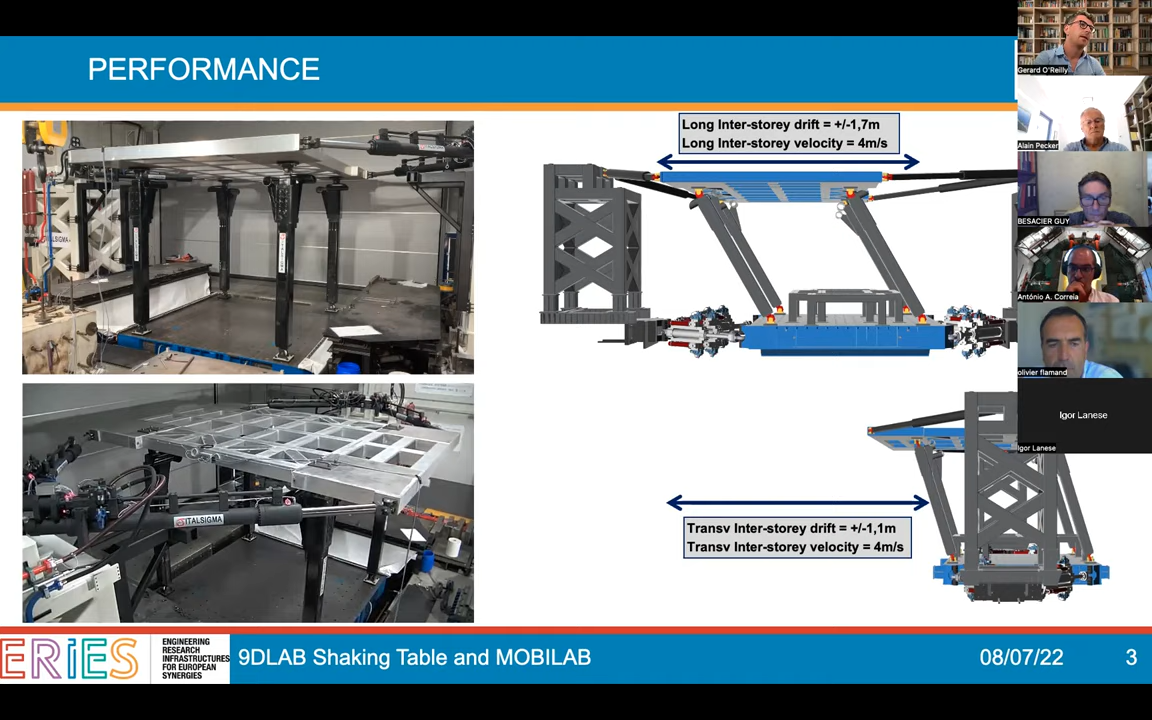 PERFORMANCE
Long Inter-storey drift = +/-1,7m
Long Inter-storey velocity = 4m/s
ITALSIGMA
Transv Inter-storey drift = +/-1,1m
Transv Inter-storey velocity = 4m/s
ERIES
ENGINEERING
RESEARCH
INFRASTRUCTURES
FOR EUROPEAN
SYNERGIES
9DLAB Shaking Table and MOBILAB
08/07/22
3
Gerard O'Reilly
Alain Pecker
BESACIER GUY
António A. Correia
olivier flamand
Igor Lanese
Igor Lanese